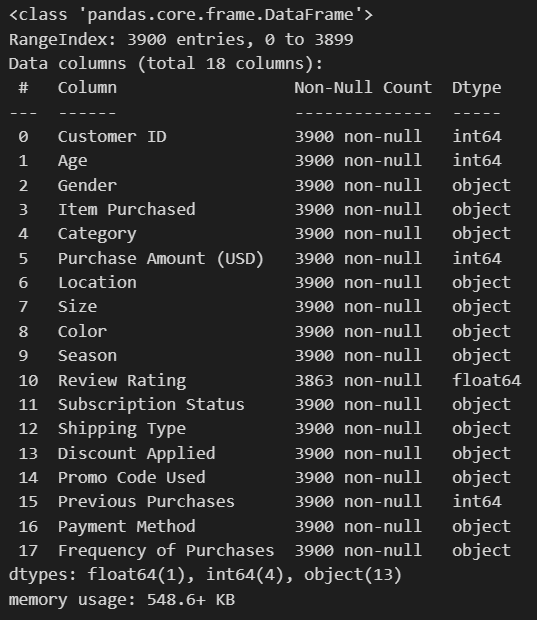 <class 'pandas.core.frame.DataFrame'>
RangeIndex: 3900 entries, 0 to 3899
Data columns (total 18 columns):
 #   Column                  Non-Null Count  Dtype
---  ------                  --------------  -----
 0   Customer ID             3900 non-null   int64
 1   Age                     3900 non-null   int64
 2   Gender                  3900 non-null   object
 3   Item Purchased          3900 non-null   object
 4   Category                3900 non-null   object
 5   Purchase Amount (USD)   3900 non-null   int64
 6   Location                3900 non-null   object
 7   Size                    3900 non-null   object
 8   Color                   3900 non-null   object
 9   Season                  3900 non-null   object
 10  Review Rating           3863 non-null   float64
 11  Subscription Status     3900 non-null   object
 12  Shipping Type           3900 non-null   object
 13  Discount Applied        3900 non-null   object
 14  Promo Code Used         3900 non-null   object
 15  Previous Purchases      3900 non-null   int64
 16  Payment Method          3900 non-null   object
 17  Frequency of Purchases  3900 non-null   object
dtypes: float64(1), int64(4), object(13)
memory usage: 548.6+ KB